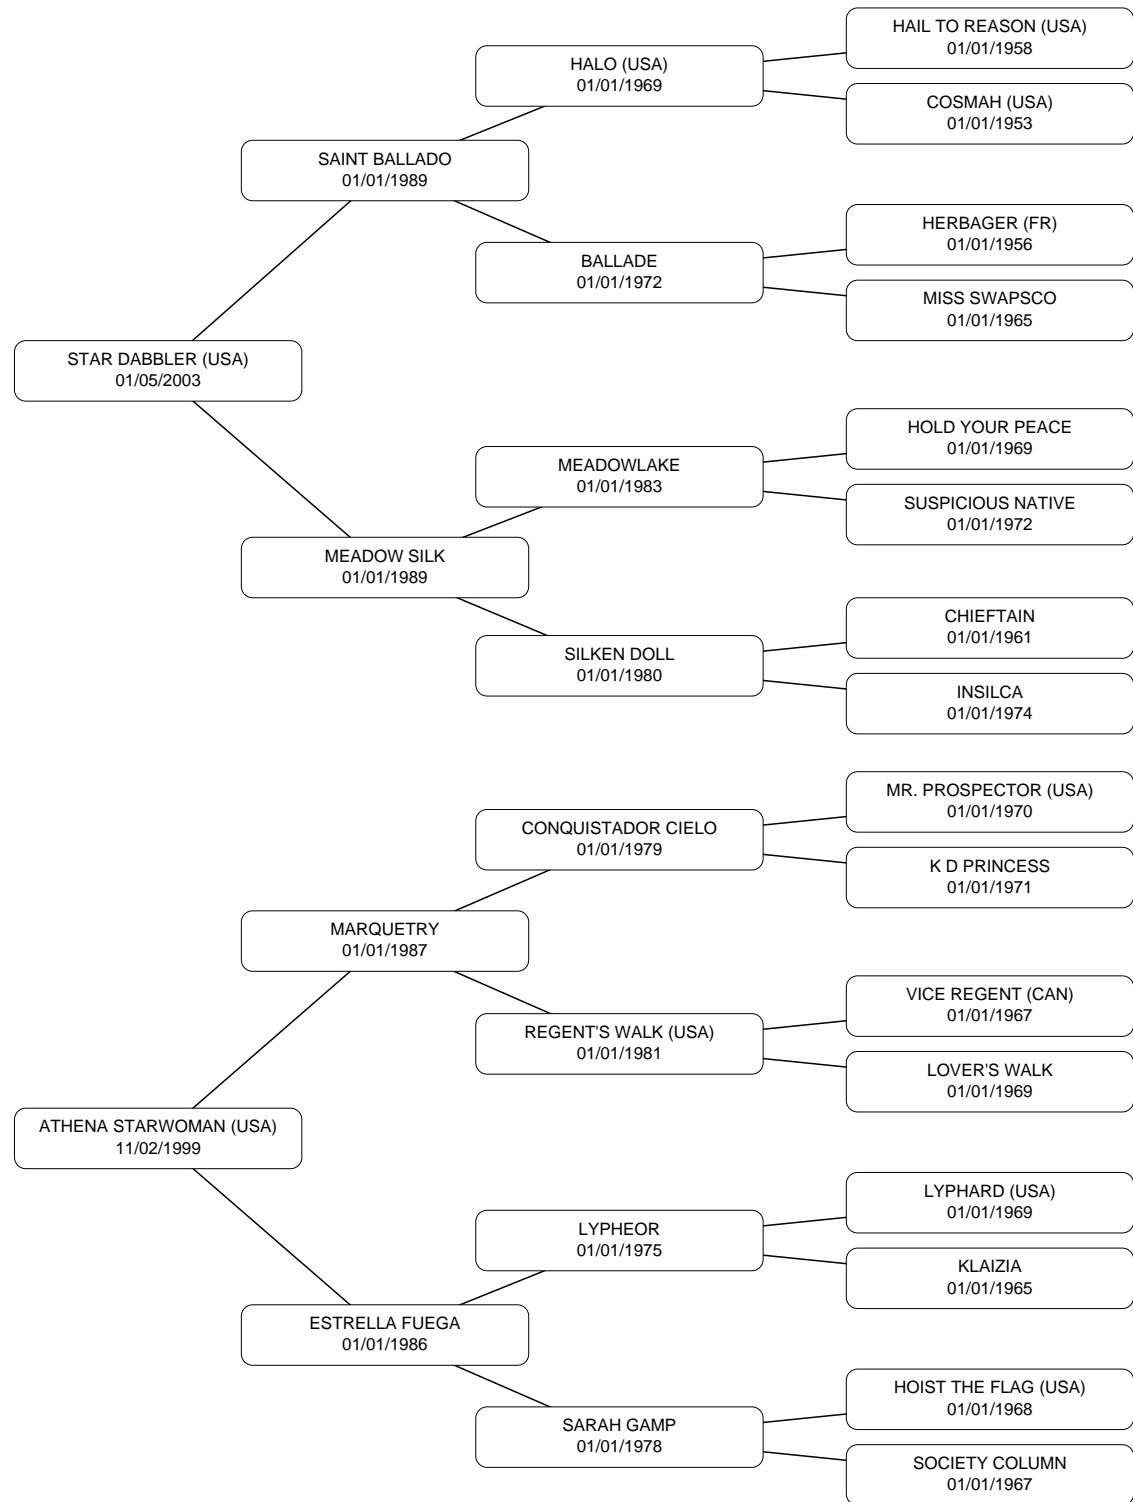 HAIL TO REASON (USA)
01/01/1958
HALO (USA)
01/01/1969
COSMAH (USA)
01/01/1953
SAINT BALLADO
01/01/1989
HERBAGER (FR)
01/01/1956
BALLADE
01/01/1972
MISS SWAPSCO
01/01/1965
STAR DABBLER (USA)
01/05/2003
HOLD YOUR PEACE
01/01/1969
MEADOWLAKE
01/01/1983
SUSPICIOUS NATIVE
01/01/1972
MEADOW SILK
01/01/1989
CHIEFTAIN
01/01/1961
SILKEN DOLL
01/01/1980
INSILCA
01/01/1974
MR. PROSPECTOR (USA)
01/01/1970
CONQUISTADOR CIELO
01/01/1979
K D PRINCESS
01/01/1971
MARQUETRY
01/01/1987
VICE REGENT (CAN)
01/01/1967
REGENT'S WALK (USA)
01/01/1981
LOVER'S WALK
01/01/1969
ATHENA STARWOMAN (USA)
11/02/1999
LYPHARD (USA)
01/01/1969
LYPHEOR
01/01/1975
KLAIZIA
01/01/1965
ESTRELLA FUEGA
01/01/1986
HOIST THE FLAG (USA)
01/01/1968
SARAH GAMP
01/01/1978
SOCIETY COLUMN
01/01/1967